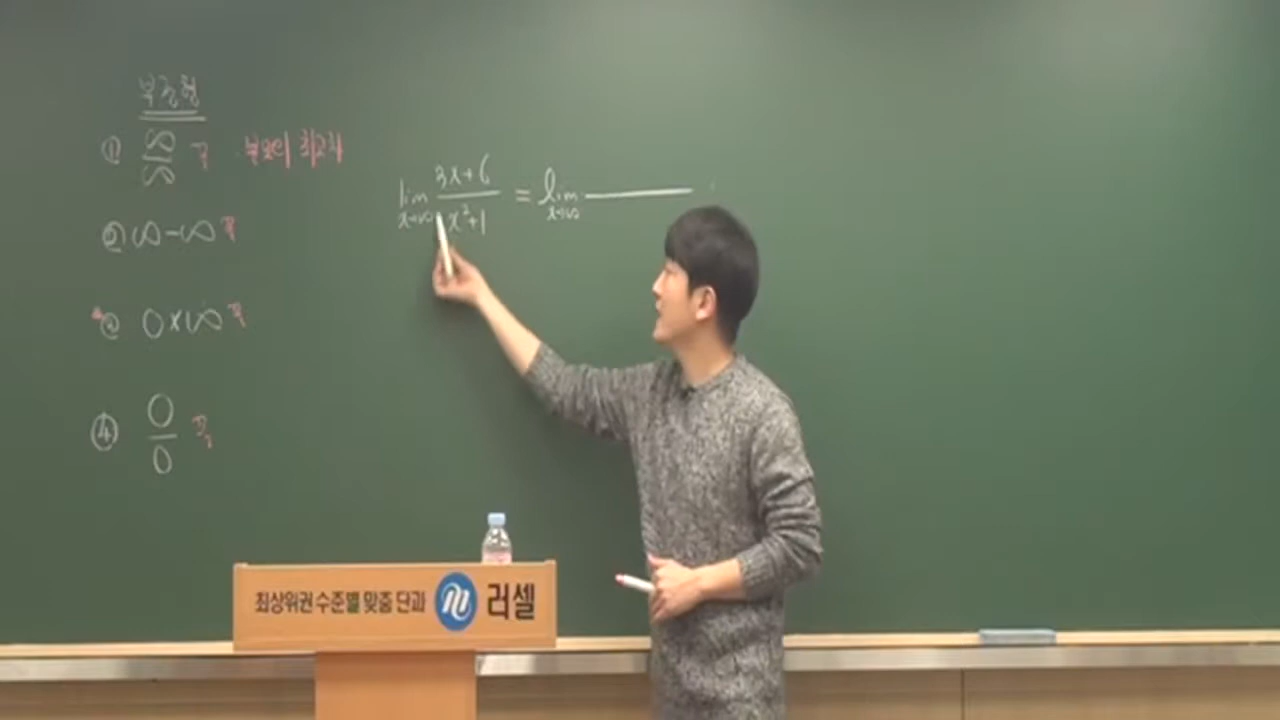 부정형
① ∞/∞ 꼴 · 분모의 최고차
② ∞-∞ 꼴
③ 0×∞ 꼴
④ 0/0 꼴
lim x→∞ 3x+6 / x²+1 = lim x→∞
최상위권 수준별 맞춤 단과 러셀